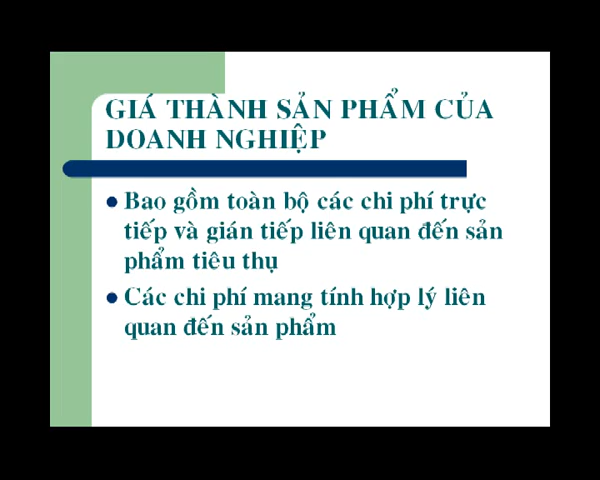 GIÁ THÀNH SẢN PHẨM CỦA
DOANH NGHIỆP
Bao gồm toàn bộ các chi phí trực
tiếp và gián tiếp liên quan đến sản
phẩm tiêu thụ
Các chi phí mang tính hợp lý liên
quan đến sản phẩm